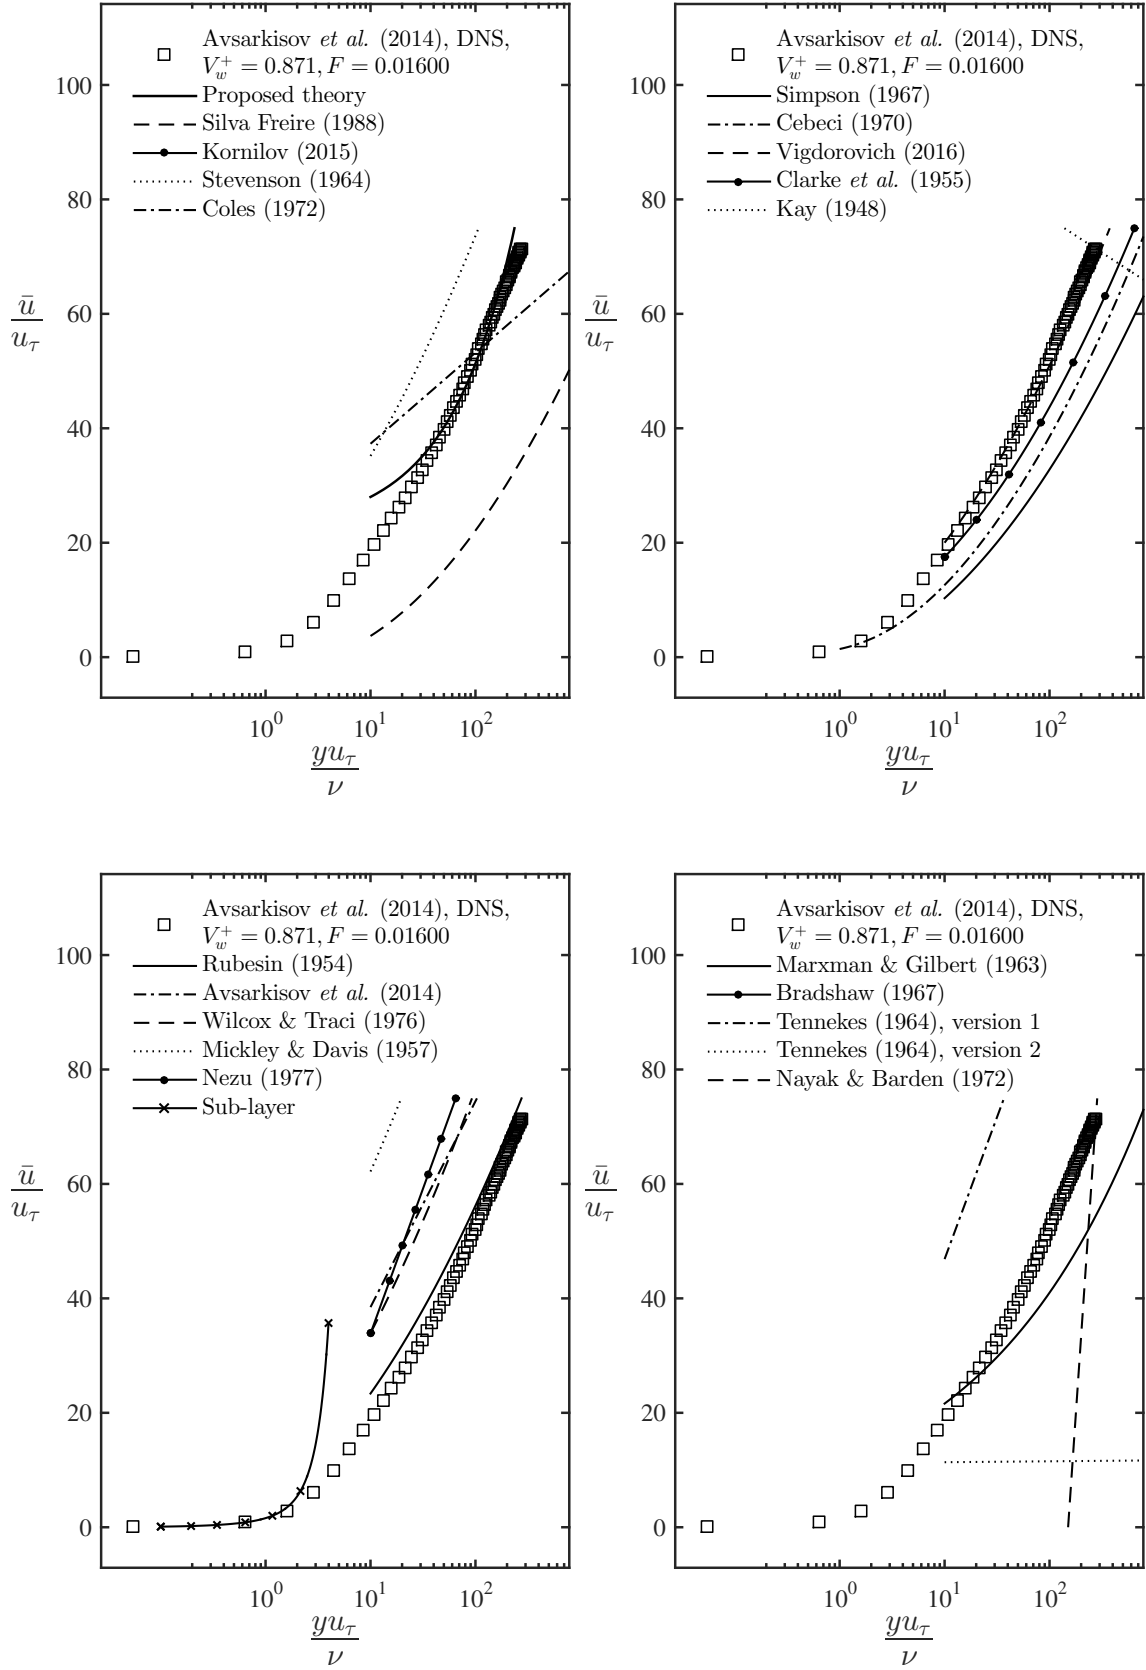 Avsarkisov et al. (2014), DNS,
V_w^+ = 0.871, F = 0.01600
Proposed theory
Silva Freire (1988)
Kornilov (2015)
Stevenson (1964)
Coles (1972)
100
80
60
40
20
0
ū/u_τ
10^0 10^1 10^2
yu_τ/ν
Avsarkisov et al. (2014), DNS,
V_w^+ = 0.871, F = 0.01600
Simpson (1967)
Cebeci (1970)
Vigdorovich (2016)
Clarke et al. (1955)
Kay (1948)
100
80
60
40
20
0
ū/u_τ
10^0 10^1 10^2
yu_τ/ν
Avsarkisov et al. (2014), DNS,
V_w^+ = 0.871, F = 0.01600
Rubesin (1954)
Avsarkisov et al. (2014)
Wilcox & Traci (1976)
Mickley & Davis (1957)
Nezu (1977)
Sub-layer
100
80
60
40
20
0
ū/u_τ
10^0 10^1 10^2
yu_τ/ν
Avsarkisov et al. (2014), DNS,
V_w^+ = 0.871, F = 0.01600
Marxman & Gilbert (1963)
Bradshaw (1967)
Tennekes (1964), version 1
Tennekes (1964), version 2
Nayak & Barden (1972)
100
80
60
40
20
0
ū/u_τ
10^0 10^1 10^2
yu_τ/ν